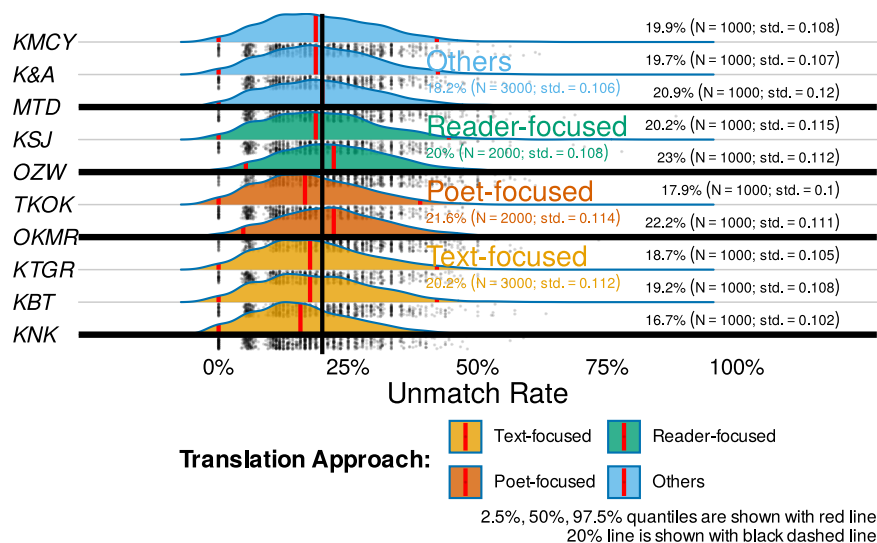 KMCY 19.9% (N = 1000; std. = 0.108)
K&A Others 19.7% (N = 1000; std. = 0.107)
18.2% (N = 3000; std. = 0.106)
MTD 20.9% (N = 1000; std. = 0.12)
KSJ Reader-focused 20.2% (N = 1000; std. = 0.115)
20% (N = 2000; std. = 0.108)
OZW 23% (N = 1000; std. = 0.112)
TKOK Poet-focused 17.9% (N = 1000; std. = 0.1)
21.6% (N = 2000; std. = 0.114)
OKMR 22.2% (N = 1000; std. = 0.111)
KTGR Text-focused 18.7% (N = 1000; std. = 0.105)
20.2% (N = 3000; std. = 0.112)
KBT 19.2% (N = 1000; std. = 0.108)
KNK 16.7% (N = 1000; std. = 0.102)
0% 25% 50% 75% 100%
Unmatch Rate
Translation Approach:
Text-focused Reader-focused
Poet-focused Others
2.5%, 50%, 97.5% quantiles are shown with red line
20% line is shown with black dashed line